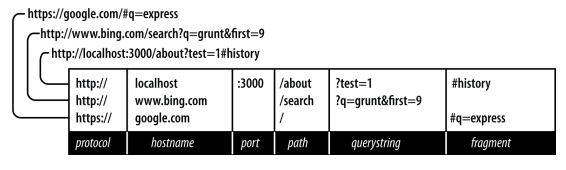 https://google.com/#q=express
http://www.bing.com/search?q=grunt&first=9
http://localhost:3000/about?test=1#history
http:// localhost :3000 /about ?test=1 #history
http:// www.bing.com /search ?q=grunt&first=9
https:// google.com / #q=express
protocol hostname port path querystring fragment